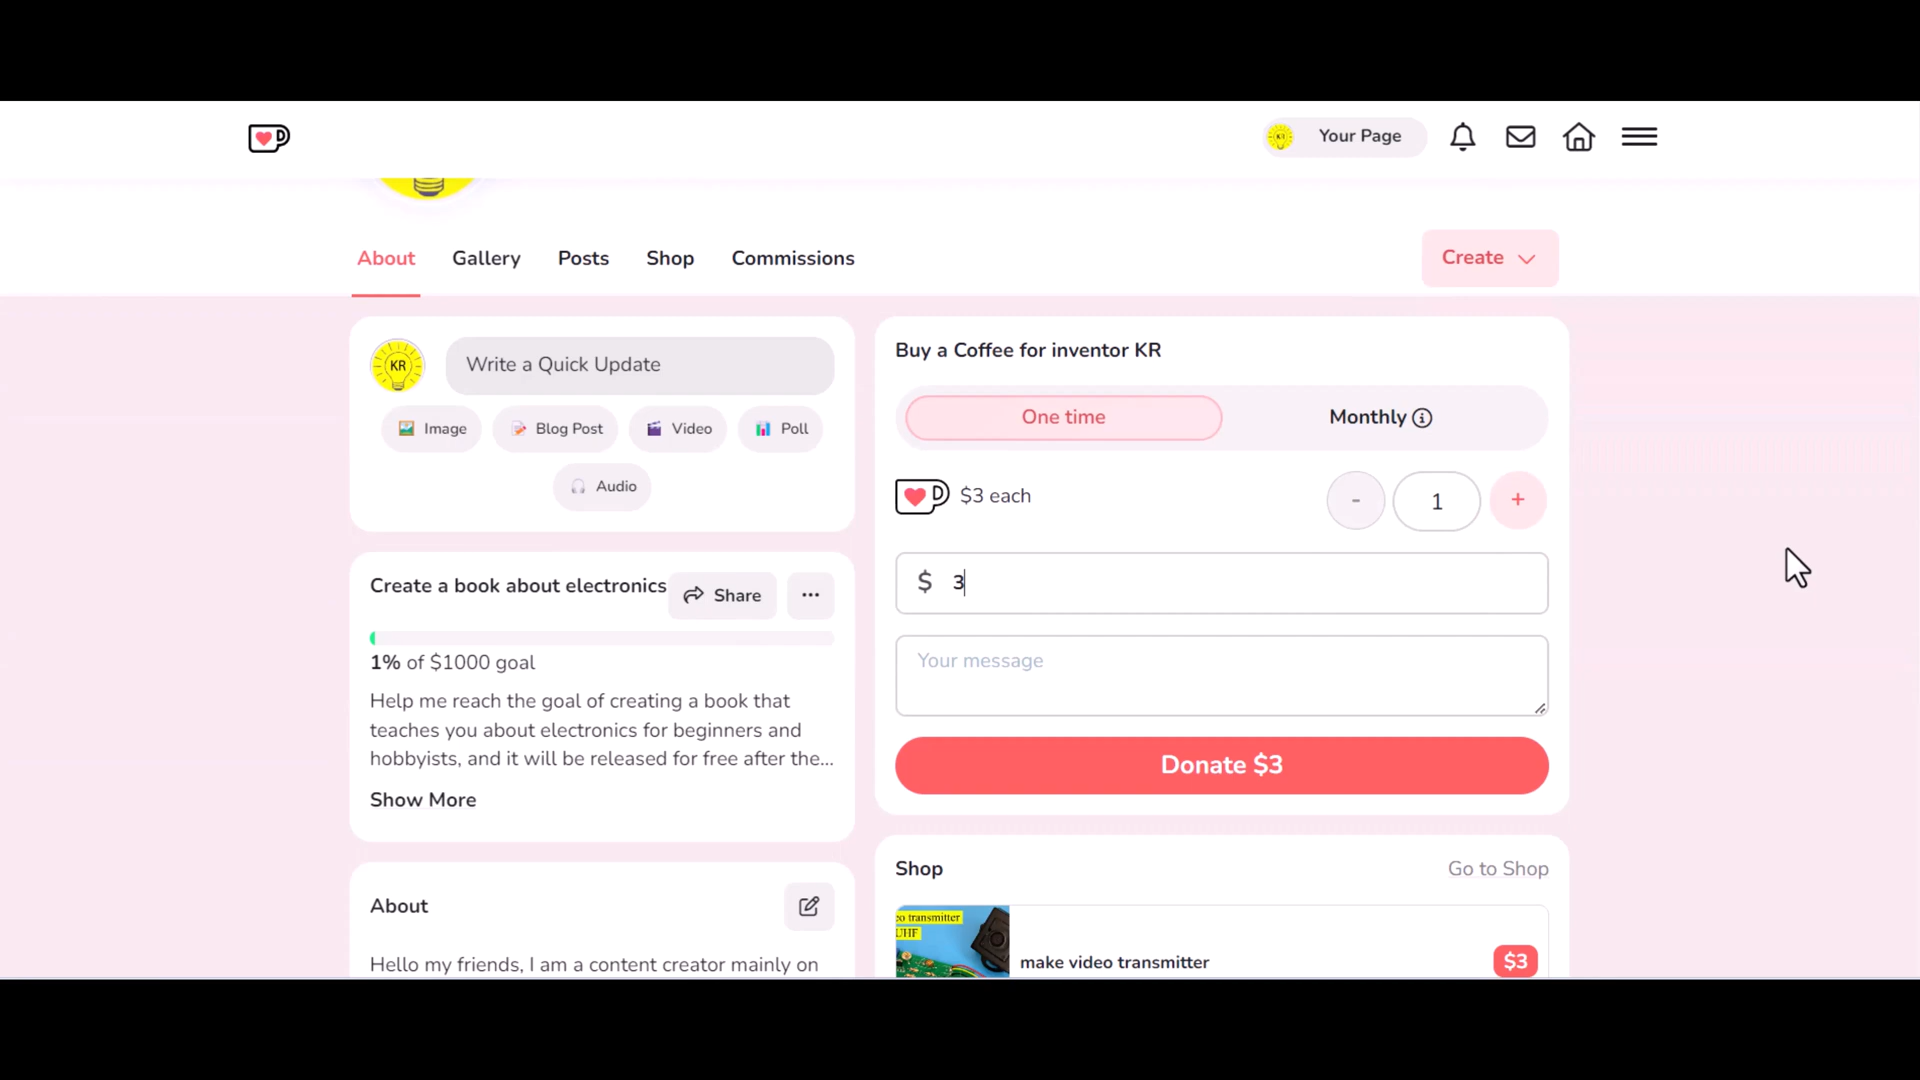 Your Page
About Gallery Posts Shop Commissions
Create
KR
Write a Quick Update
Image Blog Post Video Poll
Audio
Create a book about electronics
Share
1% of $1000 goal
Help me reach the goal of creating a book that
teaches you about electronics for beginners and
hobbyists, and it will be released for free after the...
Show More
About
Hello my friends, I am a content creator mainly on
Buy a Coffee for inventor KR
One time Monthly
$3 each
- 1 +
$ 3
Your message
Donate $3
Shop Go to Shop
eo transmitter
UHF
make video transmitter
$3